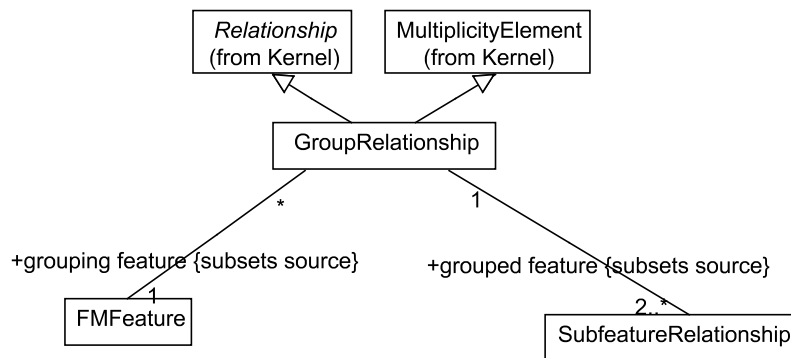 Relationship
(from Kernel)
MultiplicityElement
(from Kernel)
GroupRelationship
*
1
+grouping feature {subsets source}
+grouped feature {subsets source}
1
2..*
FMFeature
SubfeatureRelationship